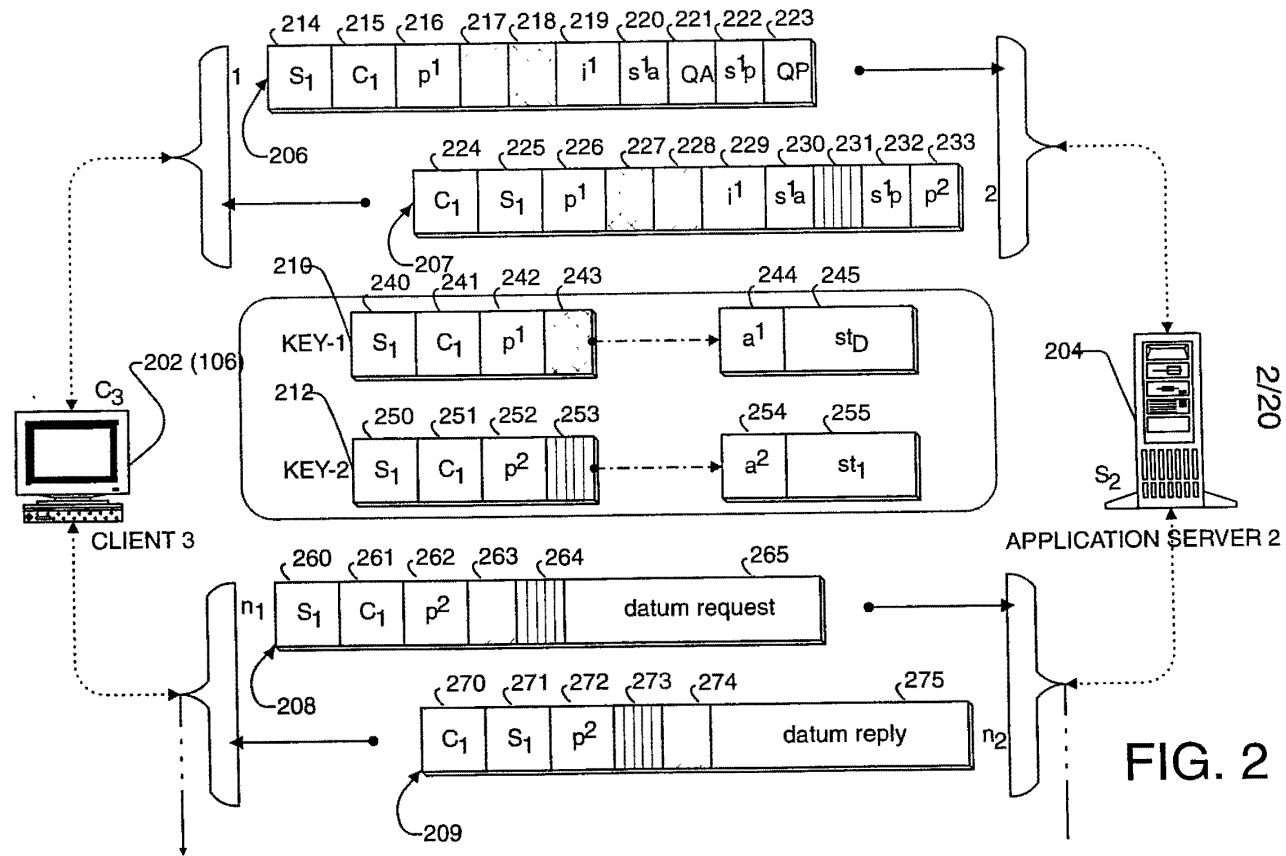 214 215 216 217 218 219 220 221 222 223
1 S₁ C₁ p¹ i¹ s¹a QA s¹p QP
206
224 225 226 227 228 229 230 231 232 233
C₁ S₁ p¹ i¹ s¹a s¹p p² 2
207
210 240 241 242 243 244 245
KEY-1 S₁ C₁ p¹ a¹ st_D
202 (106)
204
2/20
C₃
212 250 251 252 253 254 255
KEY-2 S₁ C₁ p² a² st₁
S₂
CLIENT 3
APPLICATION SERVER 2
260 261 262 263 264 265
n₁ S₁ C₁ p² datum request
208
270 271 272 273 274 275
C₁ S₁ p² datum reply n₂
209
FIG. 2